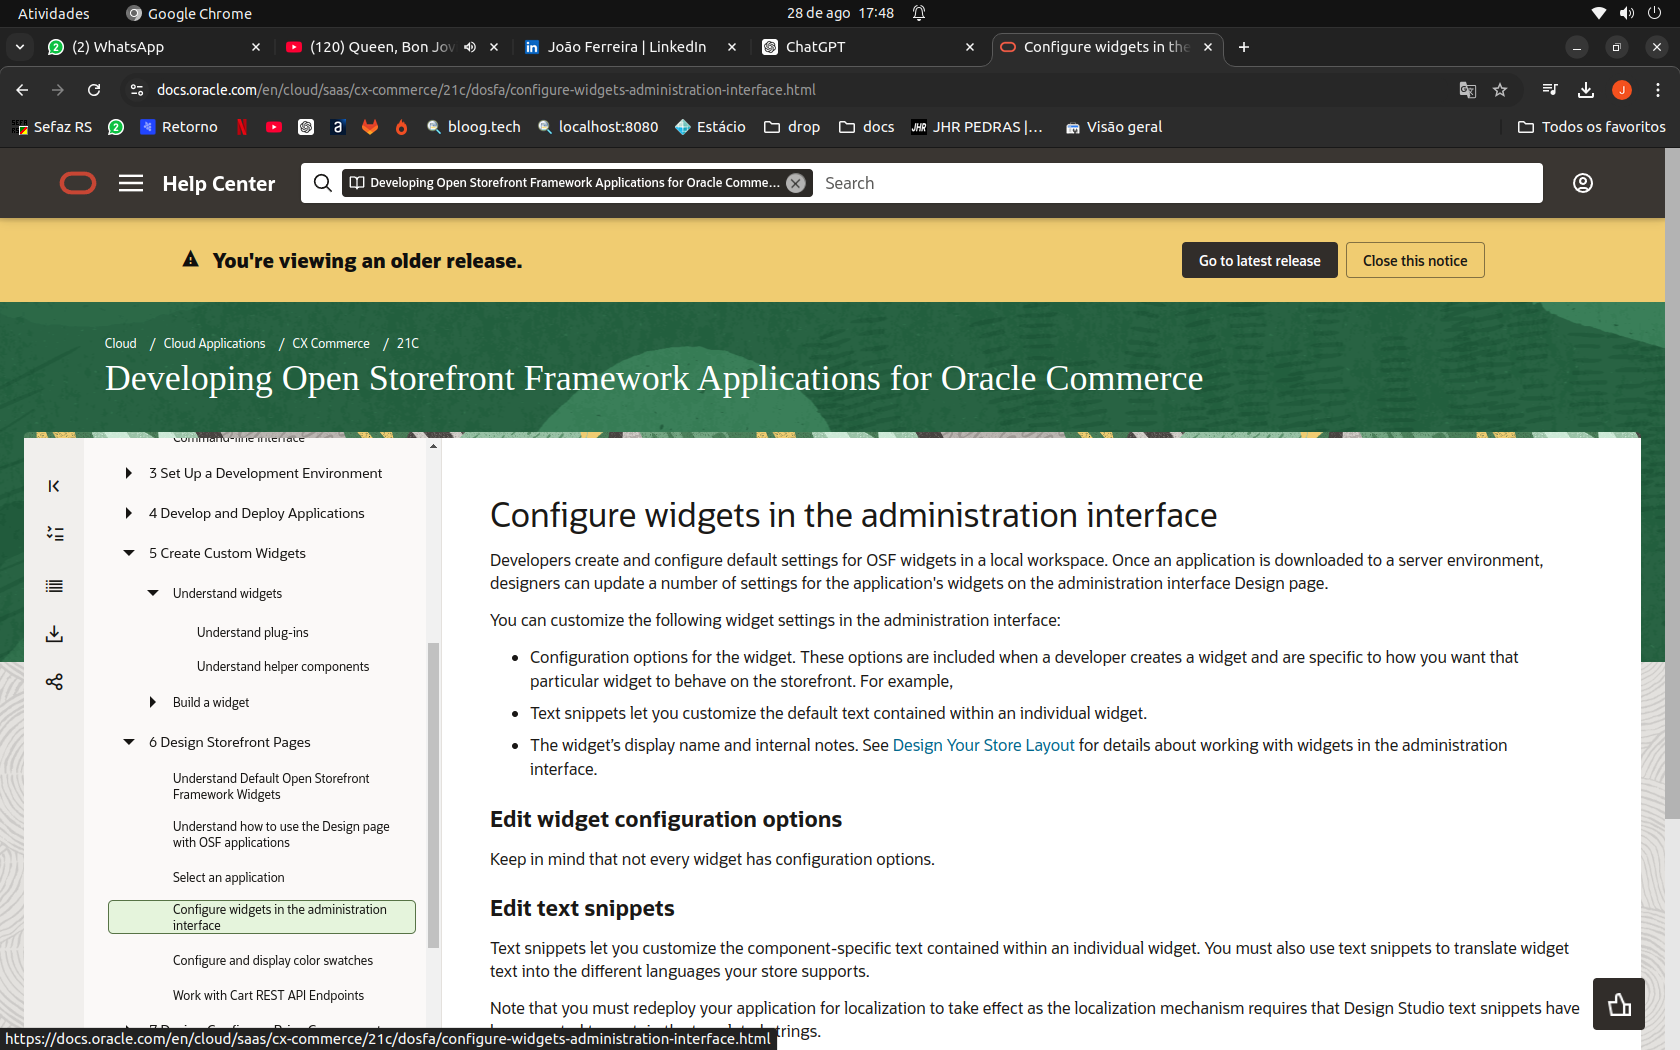 Atividades
Google Chrome
28 de ago 17:48
(2) WhatsApp
(120) Queen, Bon Jov
João Ferreira | LinkedIn
ChatGPT
Configure widgets in the
docs.oracle.com/en/cloud/saas/cx-commerce/21c/dosfa/configure-widgets-administration-interface.html
J
Sefaz RS
Retorno
bloog.tech
localhost:8080
Estácio
drop
docs
JHR PEDRAS |...
Visão geral
Todos os favoritos
Help Center
Developing Open Storefront Framework Applications for Oracle Comme...
Search
You're viewing an older release.
Go to latest release
Close this notice
Cloud / Cloud Applications / CX Commerce / 21C
Developing Open Storefront Framework Applications for Oracle Commerce
Command-line interface
3 Set Up a Development Environment
4 Develop and Deploy Applications
5 Create Custom Widgets
Understand widgets
Understand plug-ins
Understand helper components
Build a widget
6 Design Storefront Pages
Understand Default Open Storefront
Framework Widgets
Understand how to use the Design page
with OSF applications
Select an application
Configure widgets in the administration
interface
Configure and display color swatches
Work with Cart REST API Endpoints
Configure widgets in the administration interface
Developers create and configure default settings for OSF widgets in a local workspace. Once an application is downloaded to a server environment,
designers can update a number of settings for the application's widgets on the administration interface Design page.
You can customize the following widget settings in the administration interface:
• Configuration options for the widget. These options are included when a developer creates a widget and are specific to how you want that
particular widget to behave on the storefront. For example,
• Text snippets let you customize the default text contained within an individual widget.
• The widget’s display name and internal notes. See Design Your Store Layout for details about working with widgets in the administration
interface.
Edit widget configuration options
Keep in mind that not every widget has configuration options.
Edit text snippets
Text snippets let you customize the component-specific text contained within an individual widget. You must also use text snippets to translate widget
text into the different languages your store supports.
Note that you must redeploy your application for localization to take effect as the localization mechanism requires that Design Studio text snippets have
trings.
https://docs.oracle.com/en/cloud/saas/cx-commerce/21c/dosfa/configure-widgets-administration-interface.html